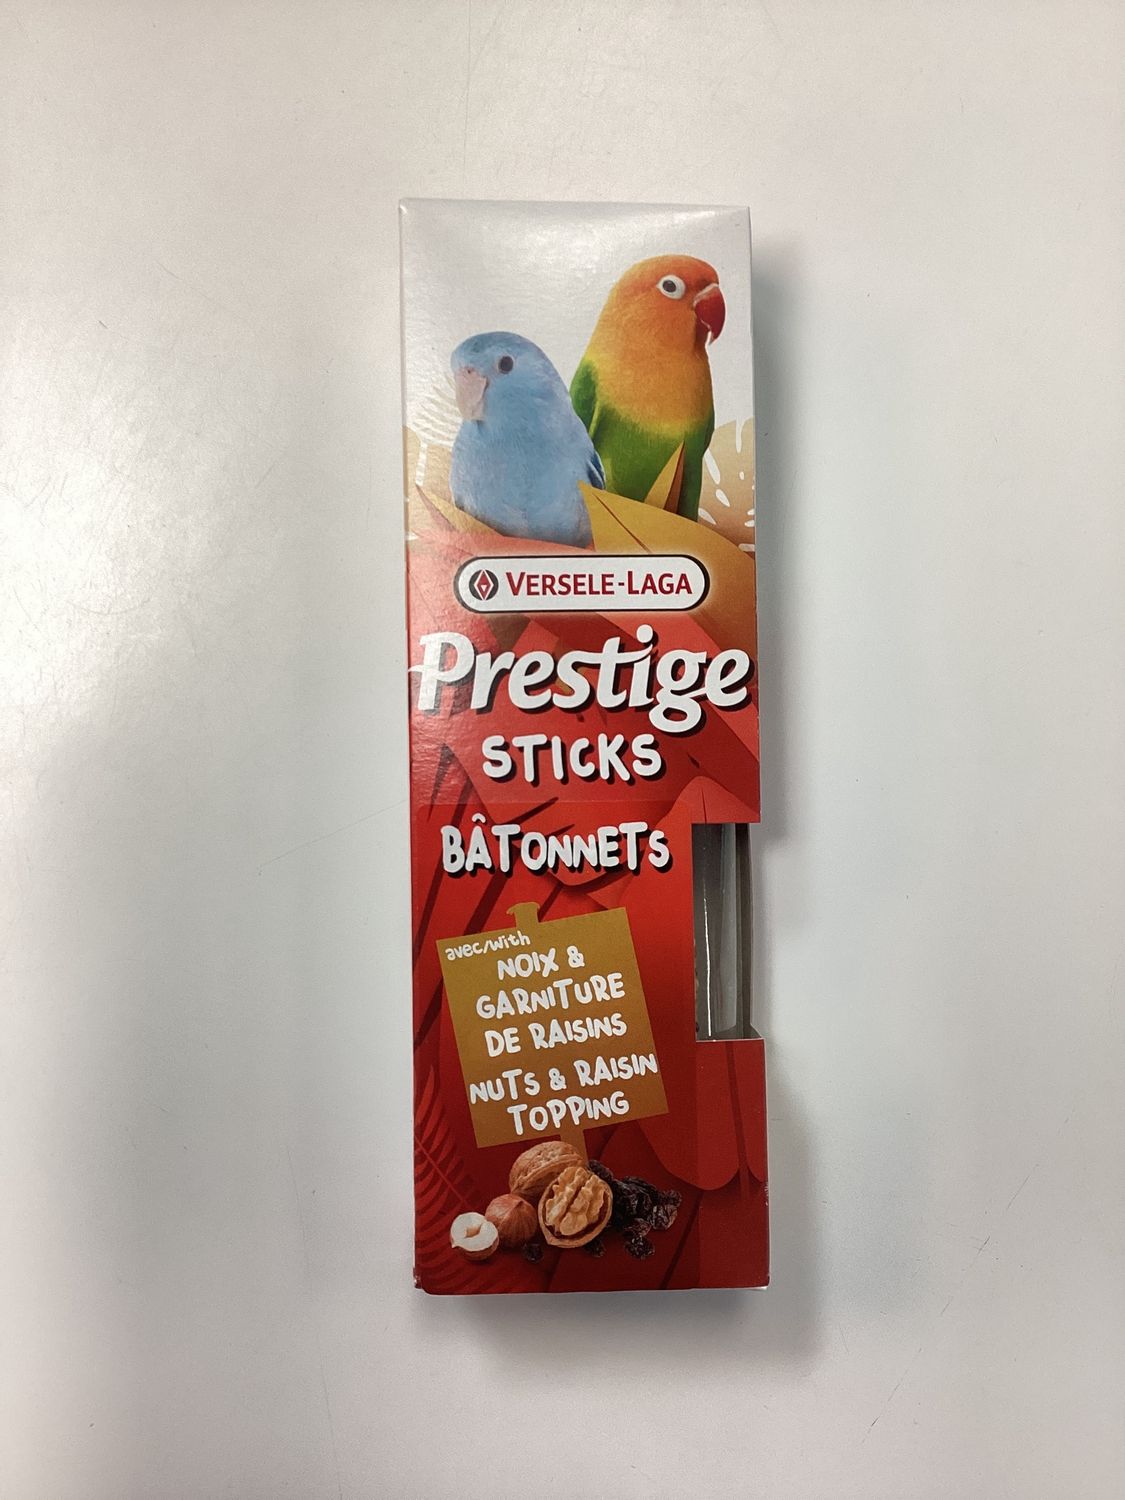 VERSELE-LAGA
Prestige
STICKS
BÂTONNETS
avec/with
NOIX &
GARNITURE
DE RAISINS
NUTS & RAISIN
TOPPING